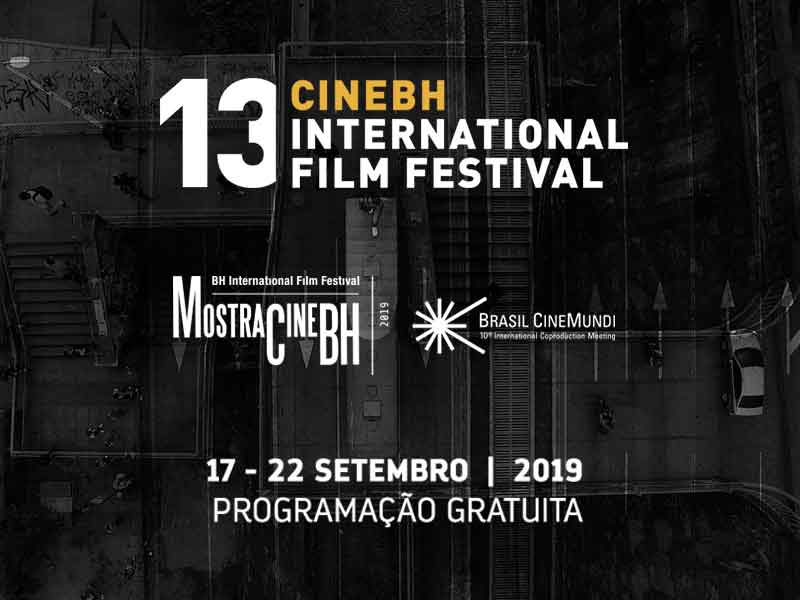 13 CINEBH
INTERNATIONAL
FILM FESTIVAL
BH International Film Festival
MOSTRACINEBH
2019
BRASIL CINEMUNDI
10th International Coproduction Meeting
17 - 22 SETEMBRO | 2019
PROGRAMAÇÃO GRATUITA